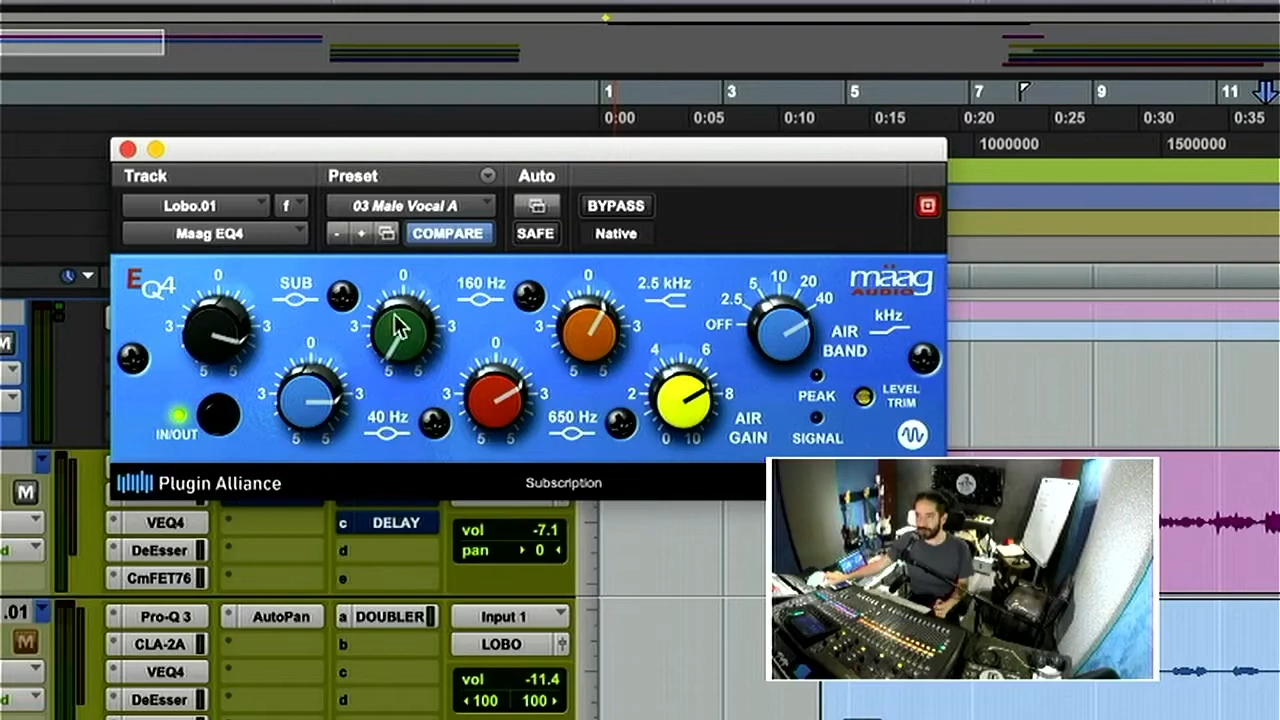 1 3 5 7 9 11
0:00 0:05 0:10 0:15 0:20 0:25 0:30 0:35
1000000 1500000
Track Preset Auto
Lobo.01 f 03 Male Vocal A BYPASS
Maag EQ4 - + COMPARE SAFE Native
EQ4 0 SUB 0 160 Hz 0 2.5 kHz 10 20 mäag
AUDIO
2.5 40
3 3 3 3 3 3 OFF kHz
AIR
BAND
5 5 5 5 5 5
0 0 4 6
3 3 3 3 2 8
PEAK LEVEL
TRIM
40 Hz 650 Hz AIR
GAIN
IN/OUT 5 5 5 5 0 10 SIGNAL
Plugin Alliance Subscription
M
VEQ4 c DELAY vol -7.1
DeEsser d pan 0
CmFET76 e
.01 Pro-Q 3 AutoPan a DOUBLER Input 1
M CLA-2A b LOBO
VEQ4 c vol -11.4
DeEsser d 100 100